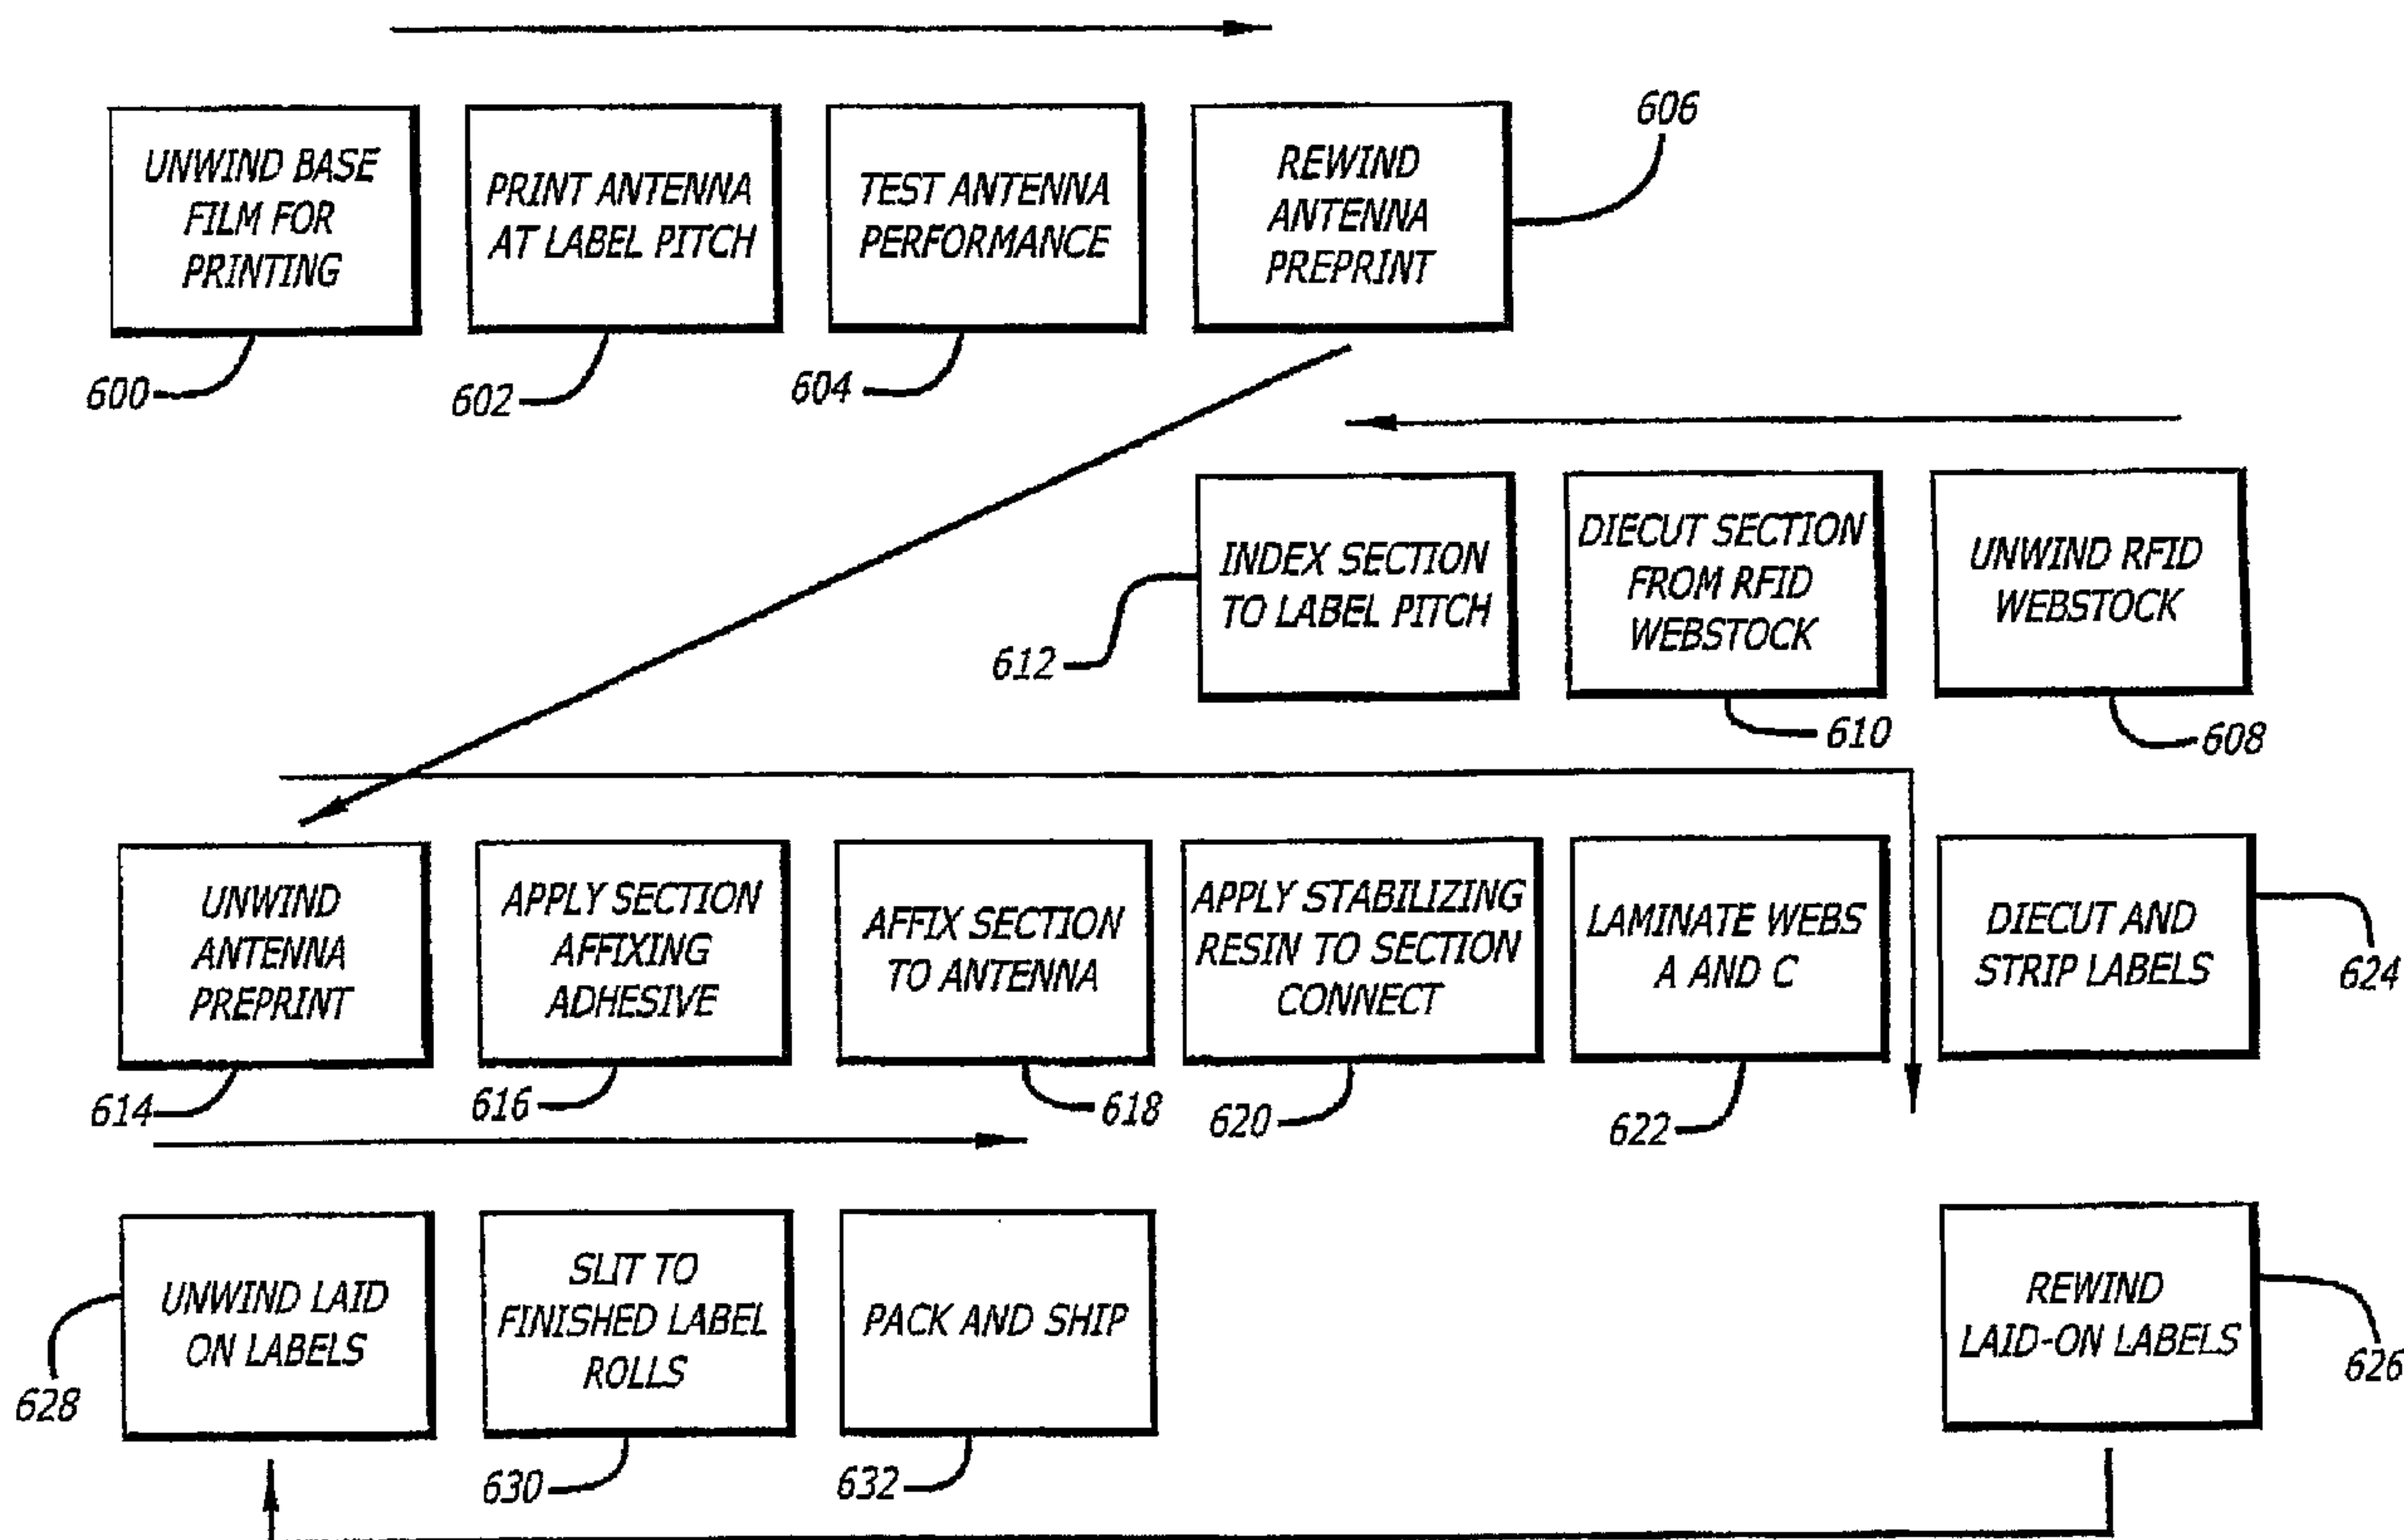 UNWIND BASE
FILM FOR
PRINTING
600
PRINT ANTENNA
AT LABEL PITCH
602
TEST ANTENNA
PERFORMANCE
604
REWIND
ANTENNA
PREPRINT
606
INDEX SECTION
TO LABEL PITCH
612
DIECUT SECTION
FROM RFID
WEBSTOCK
610
UNWIND RFID
WEBSTOCK
608
UNWIND
ANTENNA
PREPRINT
614
APPLY SECTION
AFFIXING
ADHESIVE
616
AFFIX SECTION
TO ANTENNA
618
APPLY STABILIZING
RESIN TO SECTION
CONNECT
620
LAMINATE WEBS
A AND C
622
DIECUT AND
STRIP LABELS
624
UNWIND LAID
ON LABELS
628
SLIT TO
FINISHED LABEL
ROLLS
630
PACK AND SHIP
632
REWIND
LAID-ON LABELS
626